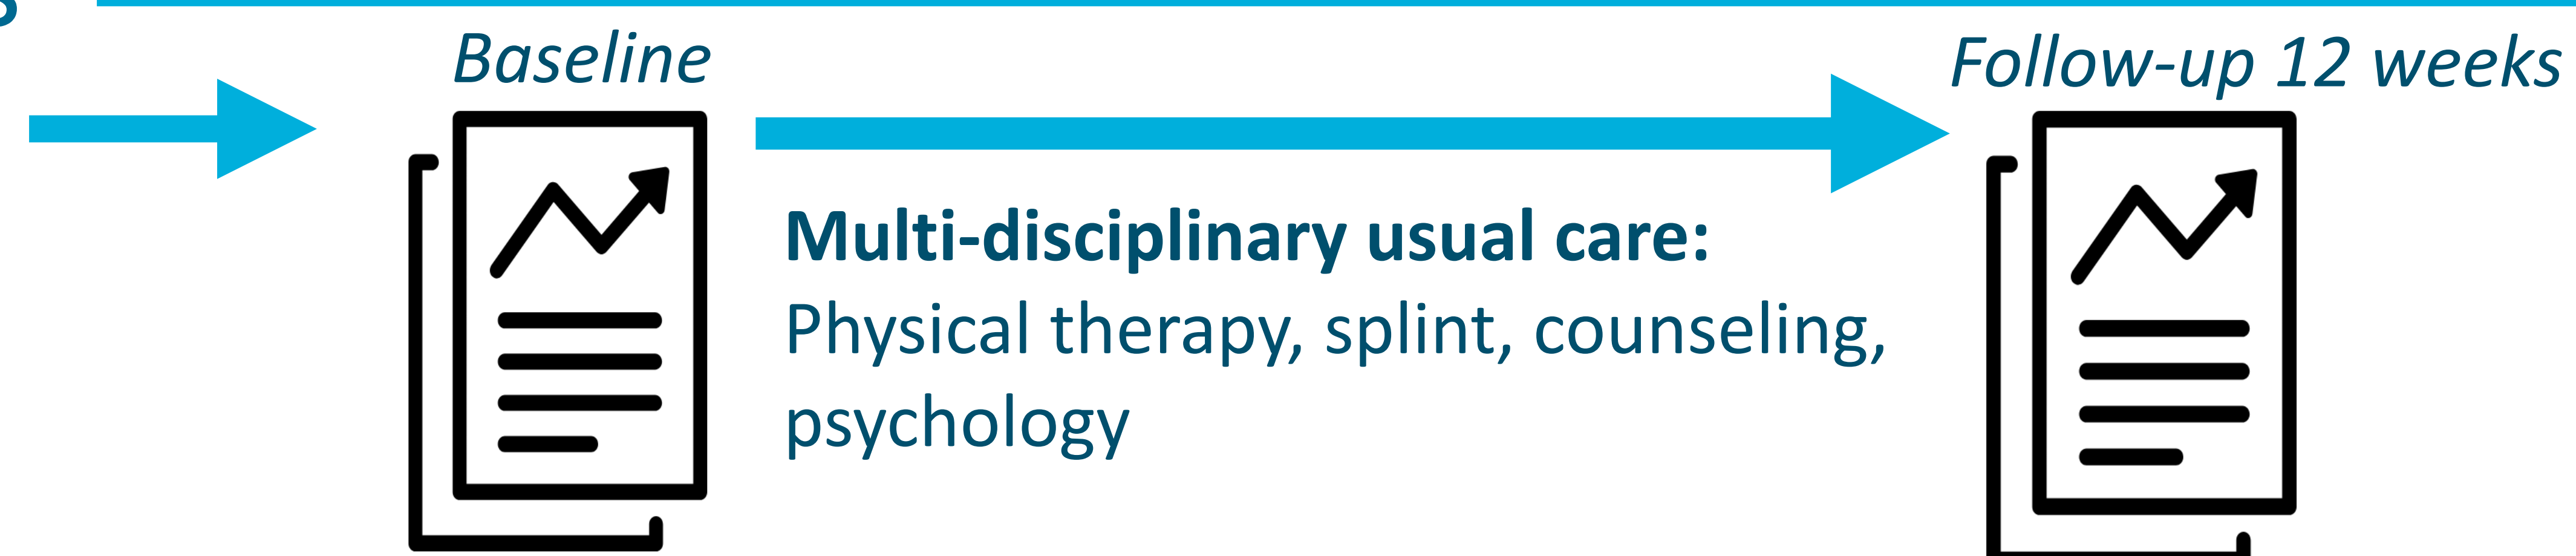 Baseline
Follow-up 12 weeks
Multi-disciplinary usual care:
Physical therapy, splint, counseling,
psychology